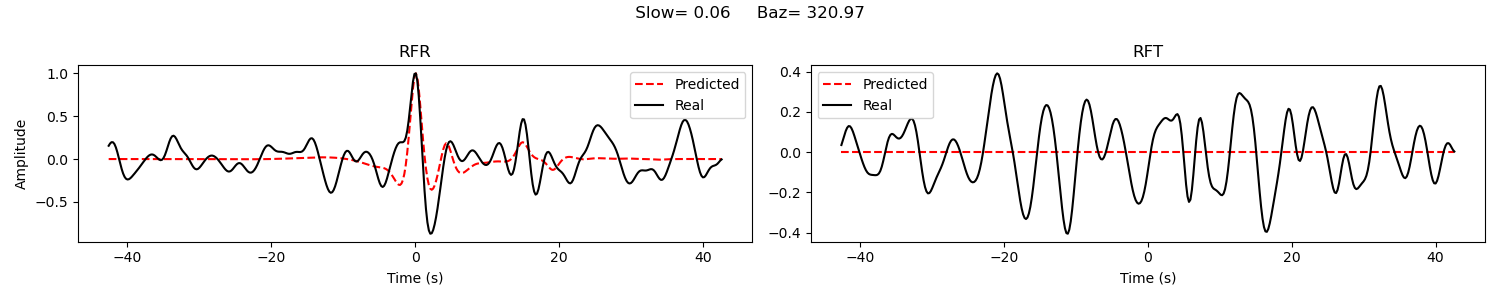 Slow= 0.06 Baz= 320.97
RFR
Amplitude
1.0
0.5
0.0
−0.5
Predicted
Real
−40
−20
0
20
40
Time (s)
RFT
0.4
0.2
0.0
−0.2
−0.4
Predicted
Real
−40
−20
0
20
40
Time (s)